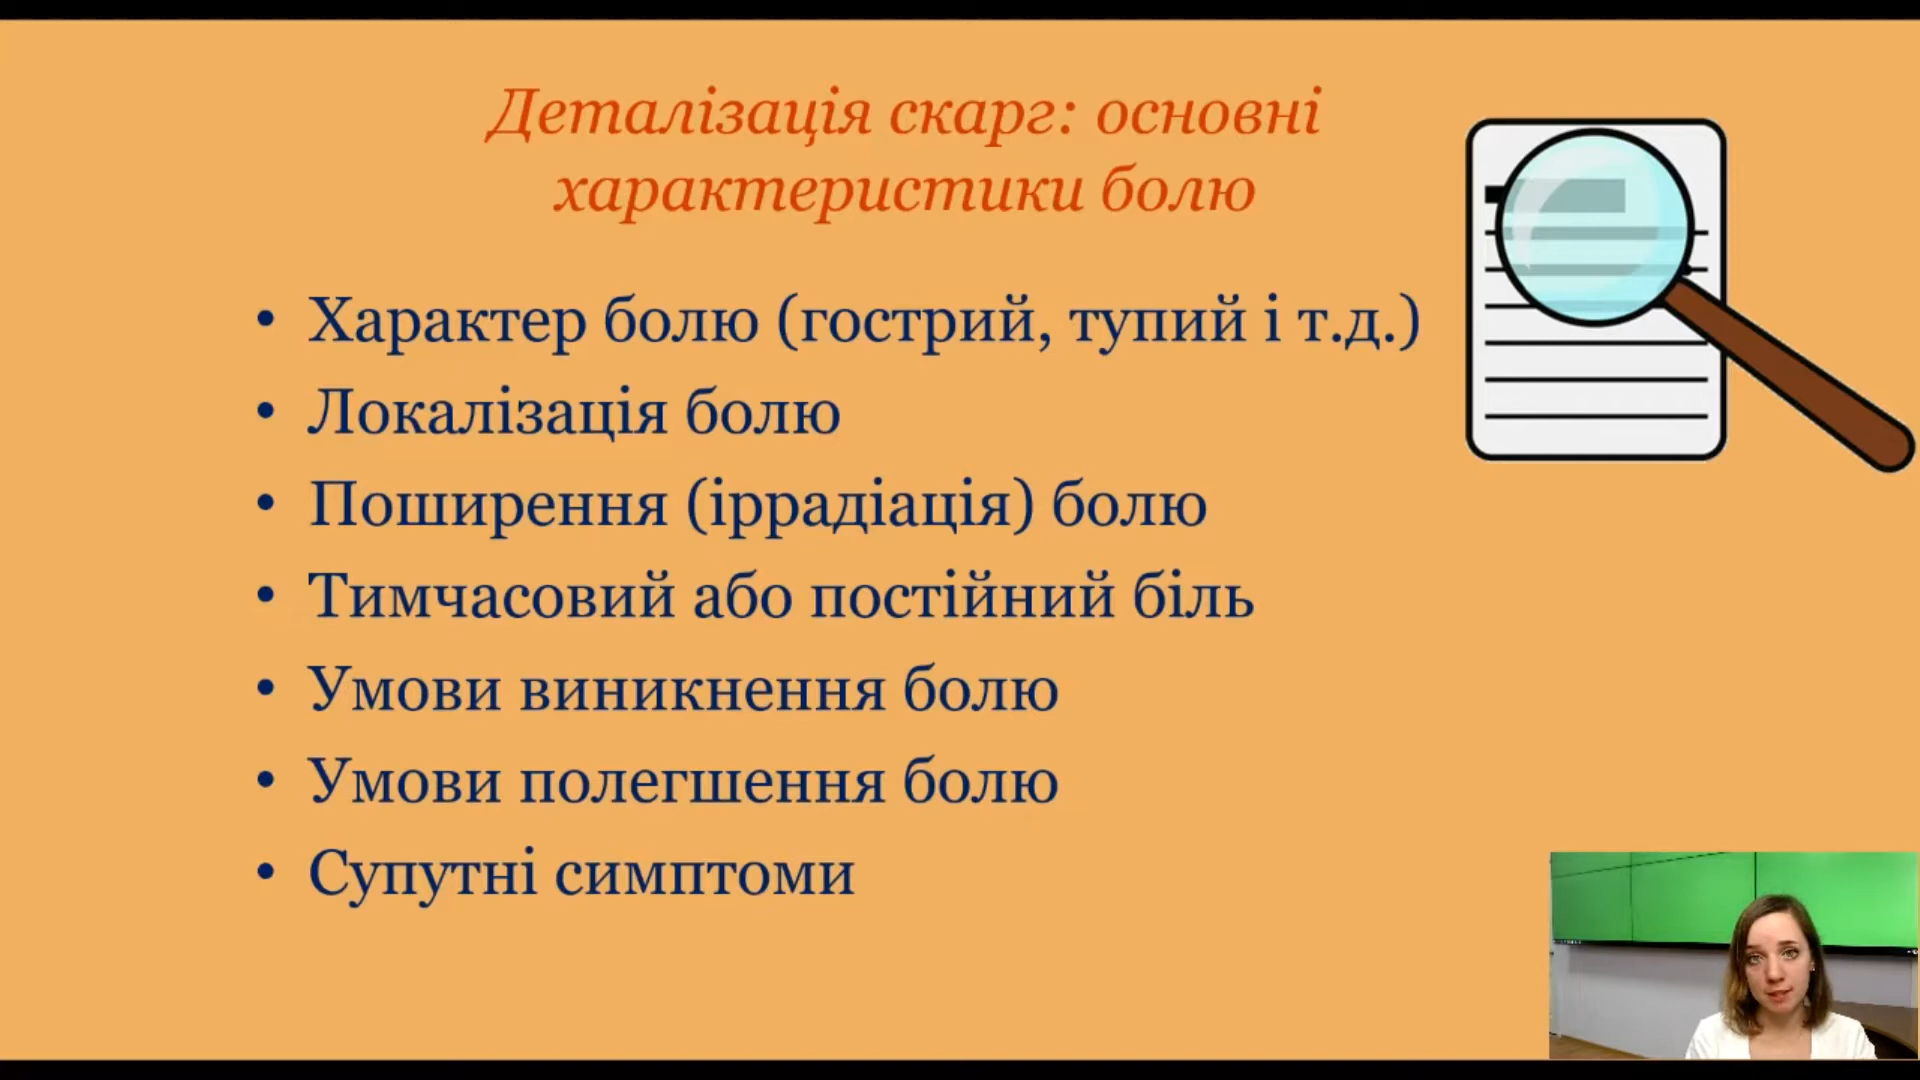 Деталізація скарг: основні
характеристики болю
• Характер болю (гострий, тупий і т.д.)
• Локалізація болю
• Поширення (іррадіація) болю
• Тимчасовий або постійний біль
• Умови виникнення болю
• Умови полегшення болю
• Супутні симптоми